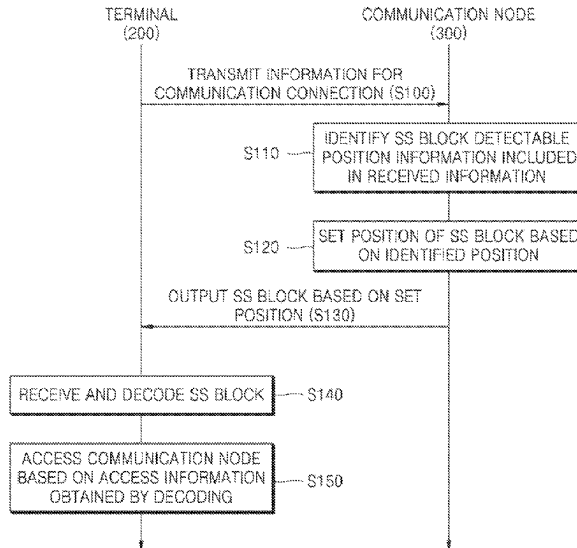 TERMINAL
(200)
COMMUNICATION NODE
(300)
TRANSMIT INFORMATION FOR
COMMUNICATION CONNECTION (S100)
S110
IDENTIFY SS BLOCK DETECTABLE
POSITION INFORMATION INCLUDED
IN RECEIVED INFORMATION
S120
SET POSITION OF SS BLOCK BASED
ON IDENTIFIED POSITION
OUTPUT SS BLOCK BASED ON SET
POSITION (S130)
RECEIVE AND DECODE SS BLOCK
S140
ACCESS COMMUNICATION NODE
BASED ON ACCESS INFORMATION
OBTAINED BY DECODING
S150